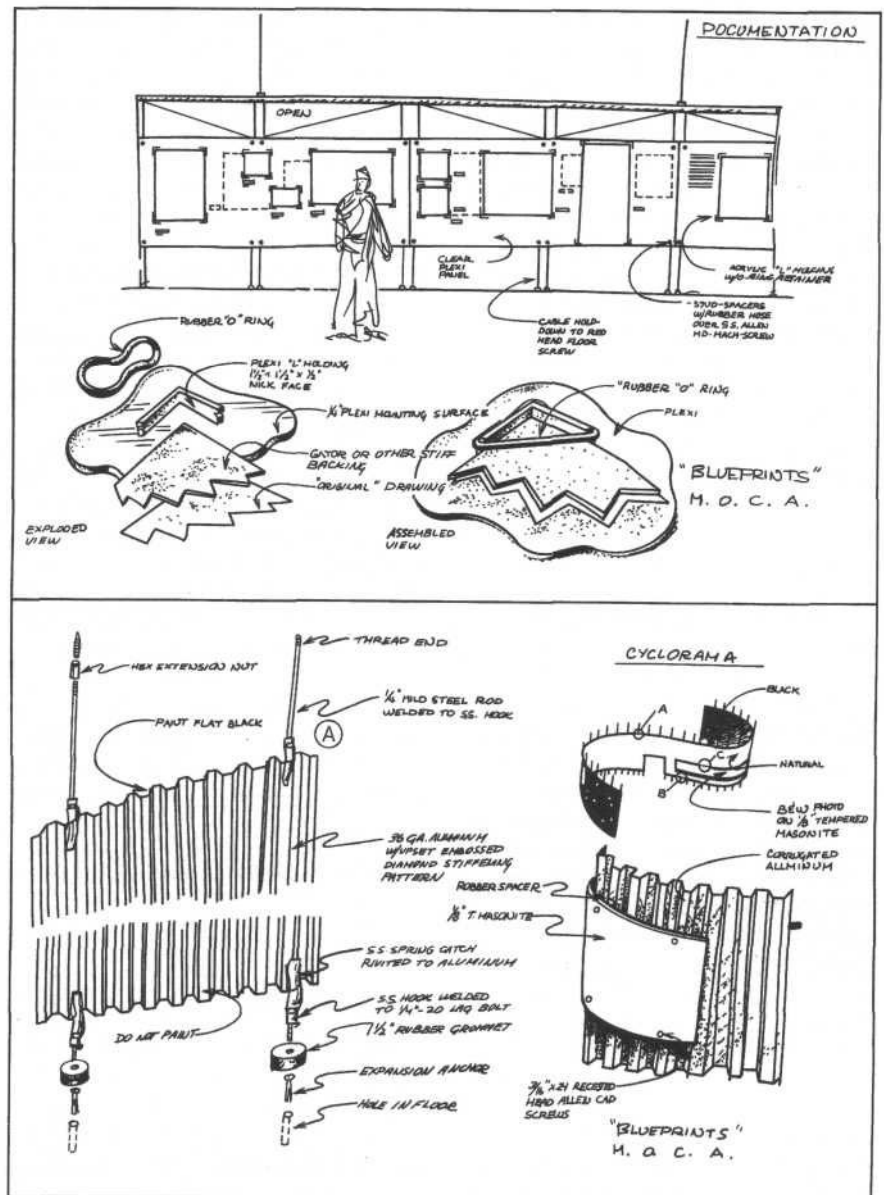 DOCUMENTATION
OPEN
CLEAR
PLEXI
PANEL
CABLE HOLD-
DOWN TO RED
HEAD FLOOR
SCREW
ACRYLIC "L" MOLDING
W/O-RING RETAINER
STUD-SPACERS
W/RUBBER HOSE
OVER S.S. ALLEN
HD-MACH-SCREW
RUBBER "O" RING
PLEXI "L" HOLDING
1½" x 1½" x ½"
NICK FACE
¼" PLEXI MOUNTING SURFACE
GATOR OR OTHER STIFF
BACKING
"ORIGINAL" DRAWING
EXPLODED
VIEW
"RUBBER "O" RING
PLEXI
ASSEMBLED
VIEW
"BLUEPRINTS"
M. O. C. A.
HEX EXTENSION NUT
PAINT FLAT BLACK
THREAD END
¼" MILD STEEL ROD
WELDED TO SS. HOOK
A
36 GA. ALUMINUM
W/UPSET EMBOSSED
DIAMOND STIFFENING
PATTERN
S.S. SPRING CATCH
RIVITED TO ALUMINUM
S.S. HOOK WELDED
TO ¼"-20 LAG BOLT
1½" RUBBER GROMMET
EXPANSION ANCHOR
HOLE IN FLOOR
DO NOT PAINT
CYCLORAMA
BLACK
A
C
NATURAL
B
B&W PHOTO
ON ⅛" TEMPERED
MASONITE
CORRUGATED
ALLMINUM
RUBBER SPACER
⅛" T. MASONITE
3/16" x 24 RECESSED
HEAD ALLEN CAD
SCREWS
"BLUEPRINTS"
M. O. C. A.